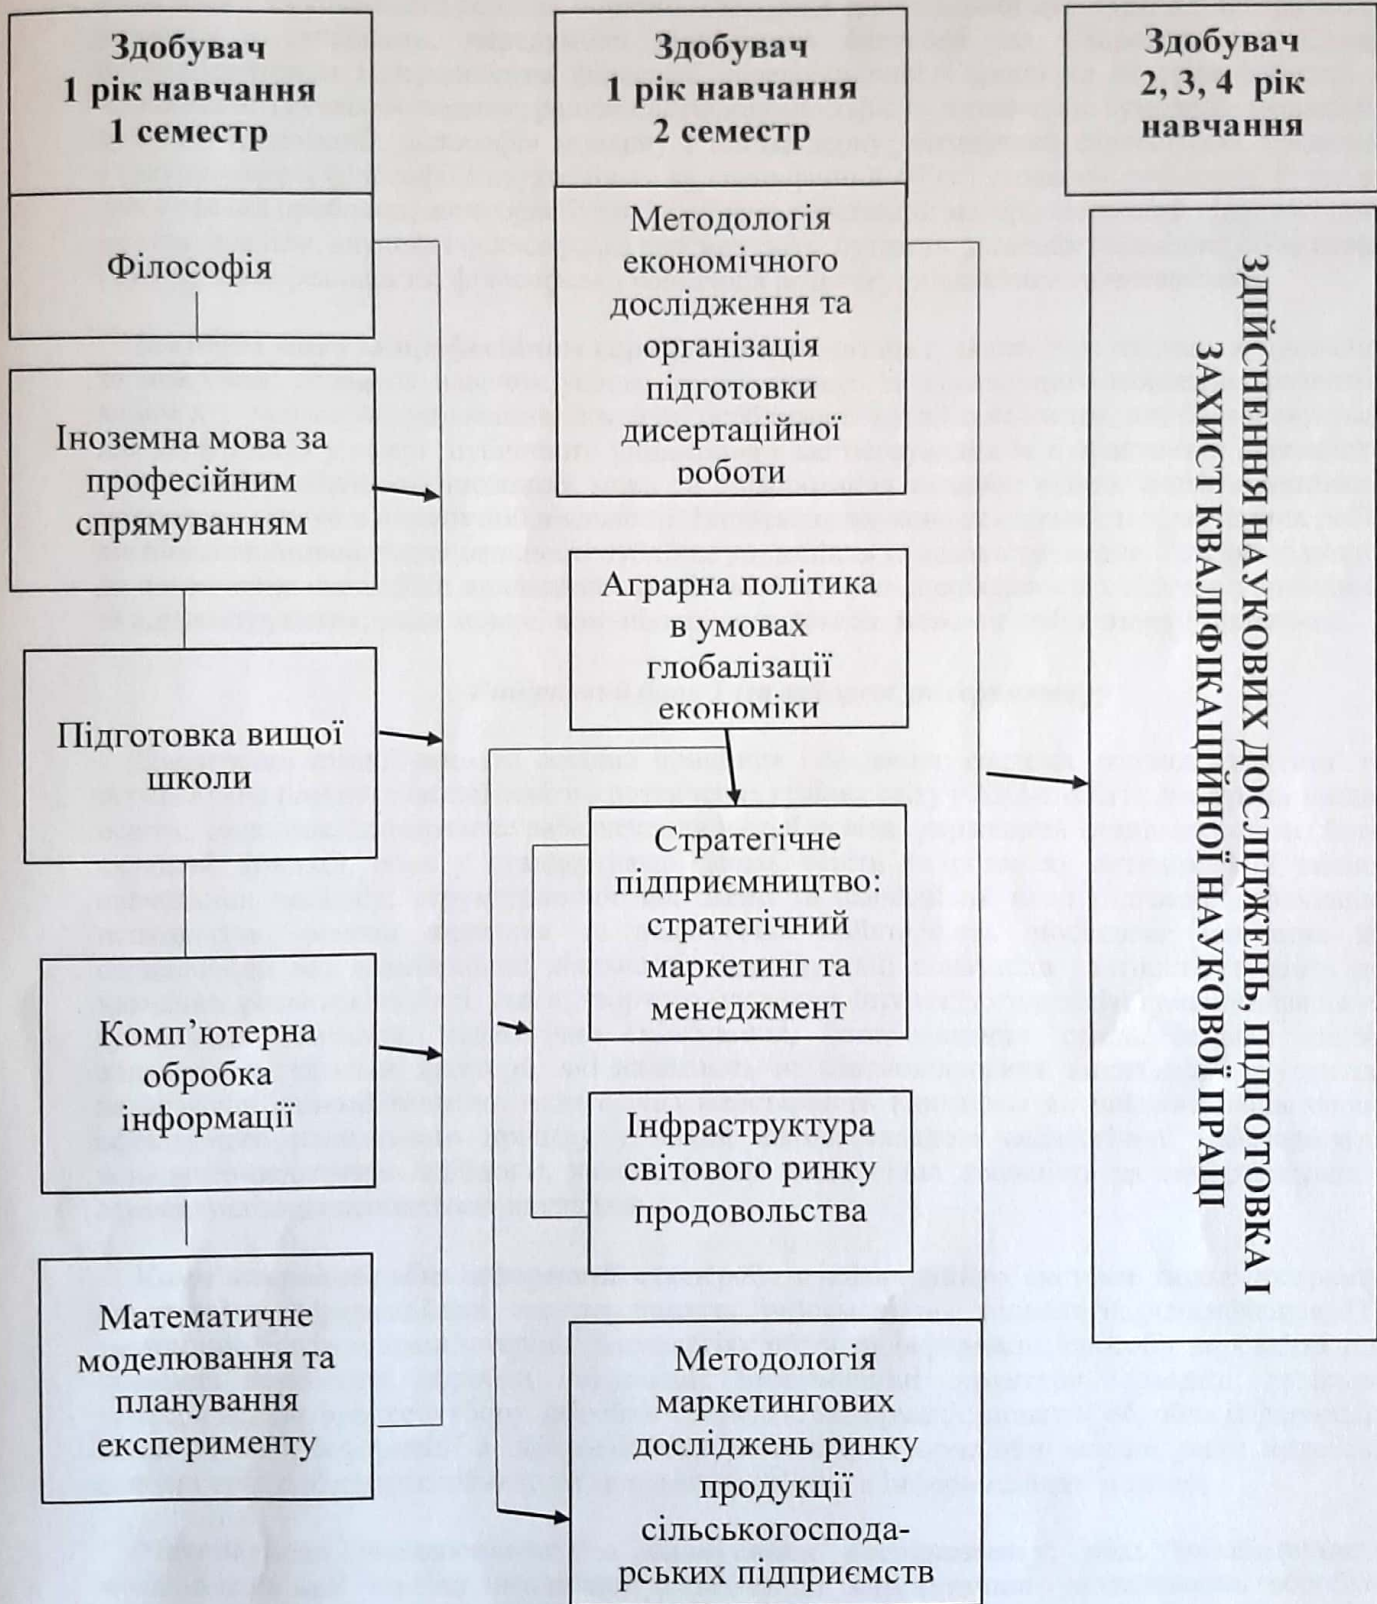 Здобувач
1 рік навчання
1 семестр
Філософія
Іноземна мова за
професійним
спрямуванням
Підготовка вищої
школи
Комп’ютерна
обробка
інформації
Математичне
моделювання та
планування
експерименту
Здобувач
1 рік навчання
2 семестр
Методологія
економічного
дослідження та
організація
підготовки
дисертаційної
роботи
Аграрна політика
в умовах
глобалізації
економіки
Стратегічне
підприємництво:
стратегічний
маркетинг та
менеджмент
Інфраструктура
світового ринку
продовольства
Методологія
маркетингових
досліджень ринку
продукції
сільськогоспода-
рських підприємств
Здобувач
2, 3, 4 рік
навчання
ЗДІЙСНЕННЯ НАУКОВИХ ДОСЛІДЖЕНЬ, ПІДГОТОВКА І
ЗАХИСТ КВАЛІФІКАЦІЙНОЇ НАУКОВОЇ ПРАЦІ